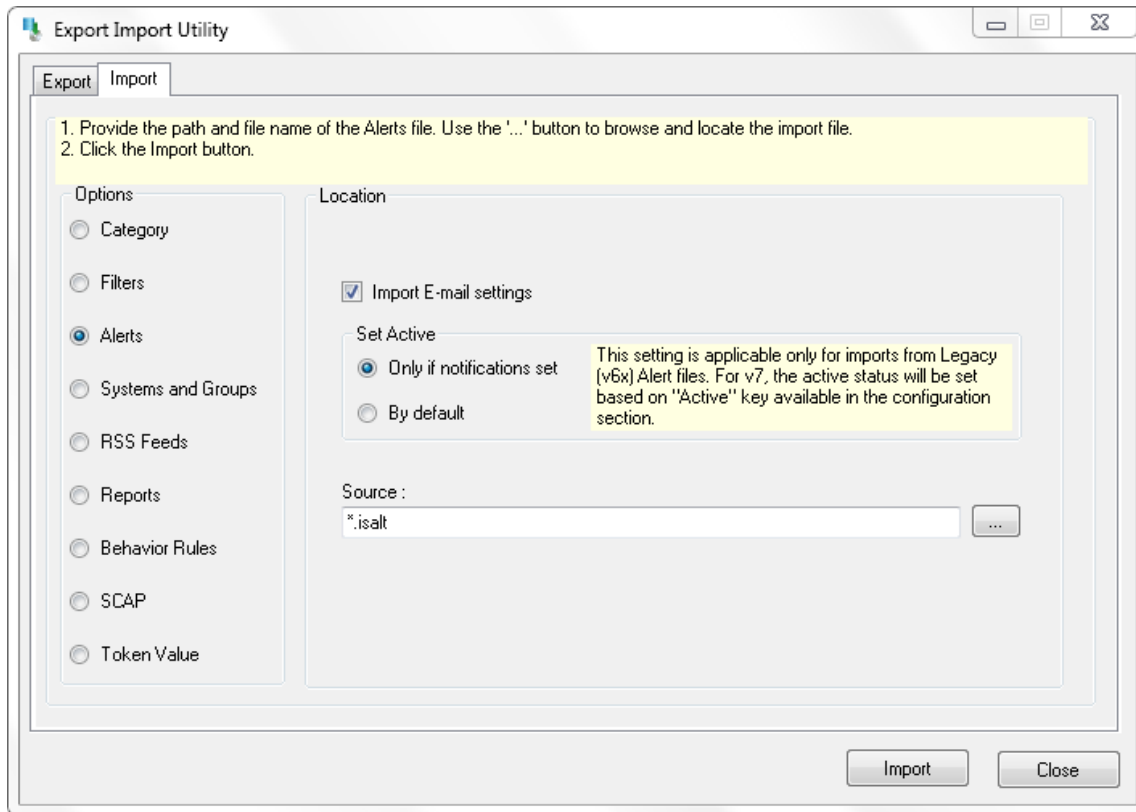 Export Import Utility
Export
Import
1. Provide the path and file name of the Alerts file. Use the '...' button to browse and locate the import file.
2. Click the Import button.
Options
Category
Filters
Alerts
Systems and Groups
RSS Feeds
Reports
Behavior Rules
SCAP
Token Value
Location
Import E-mail settings
Set Active
Only if notifications set
By default
This setting is applicable only for imports from Legacy
(v6x) Alert files. For v7, the active status will be set
based on "Active" key available in the configuration
section.
Source :
*.isalt
...
Import
Close